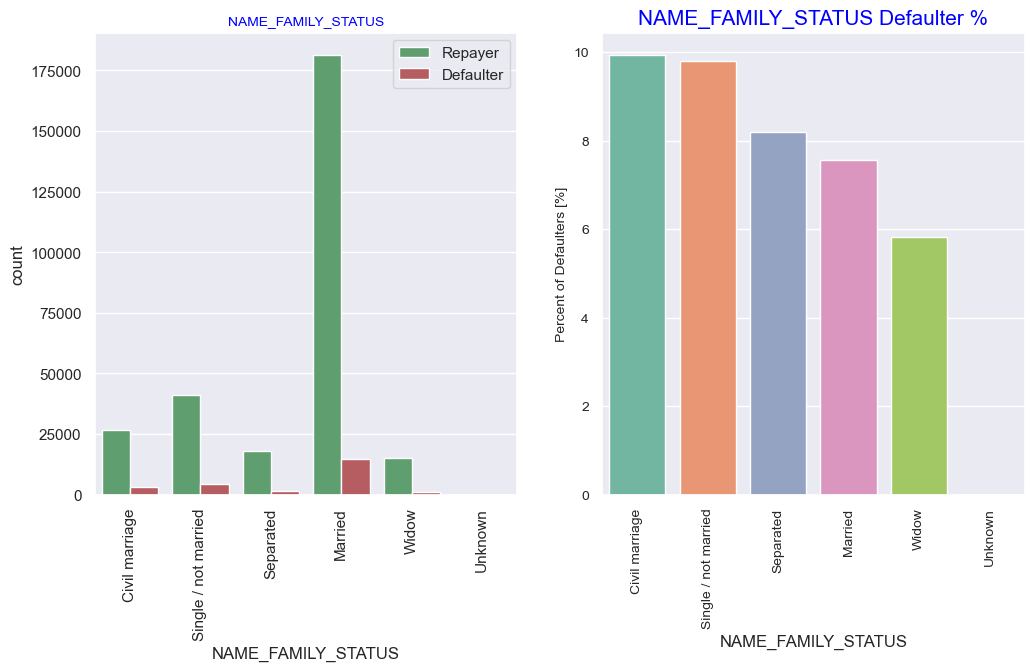 NAME_FAMILY_STATUS
Repayer
Defaulter
175000
150000
125000
100000
75000
50000
25000
0
count
Civil marriage
Single / not married
Separated
Married
Widow
Unknown
NAME_FAMILY_STATUS
NAME_FAMILY_STATUS Defaulter %
10
8
6
4
2
0
Percent of Defaulters [%]
Civil marriage
Single / not married
Separated
Married
Widow
Unknown
NAME_FAMILY_STATUS